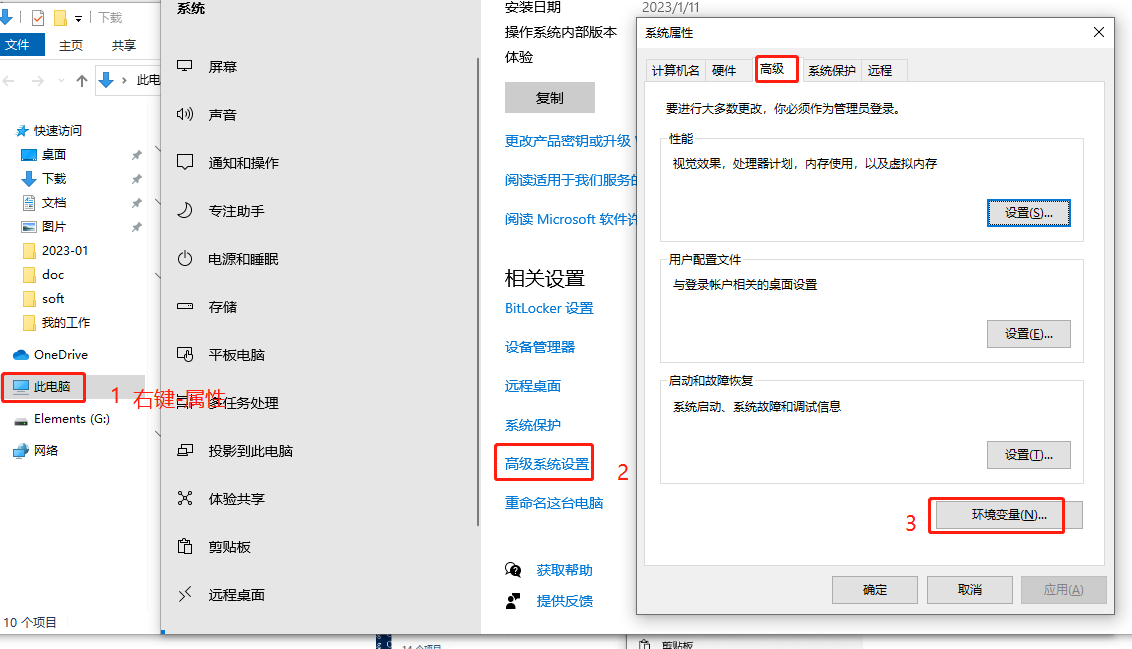 下载
文件 主页 共享
此电
快速访问
桌面
下载
文档
图片
2023-01
doc
soft
我的工作
OneDrive
此电脑
1 右键-属性
Elements (G:)
网络
10 个项目
系统
屏幕
声音
通知和操作
专注助手
电源和睡眠
存储
平板电脑
多任务处理
投影到此电脑
体验共享
剪贴板
远程桌面
安装日期 2023/1/11
操作系统内部版本
体验
复制
更改产品密钥或升级
阅读适用于我们服务的
阅读 Microsoft 软件许
相关设置
BitLocker 设置
设备管理器
远程桌面
系统保护
高级系统设置
2
重命名这台电脑
获取帮助
提供反馈
系统属性
计算机名 硬件 高级 系统保护 远程
要进行大多数更改，你必须作为管理员登录。
性能
视觉效果，处理器计划，内存使用，以及虚拟内存
设置(S)...
用户配置文件
与登录帐户相关的桌面设置
设置(E)...
启动和故障恢复
系统启动、系统故障和调试信息
设置(T)...
3
环境变量(N)...
确定 取消 应用(A)
14 个项目
剪贴板